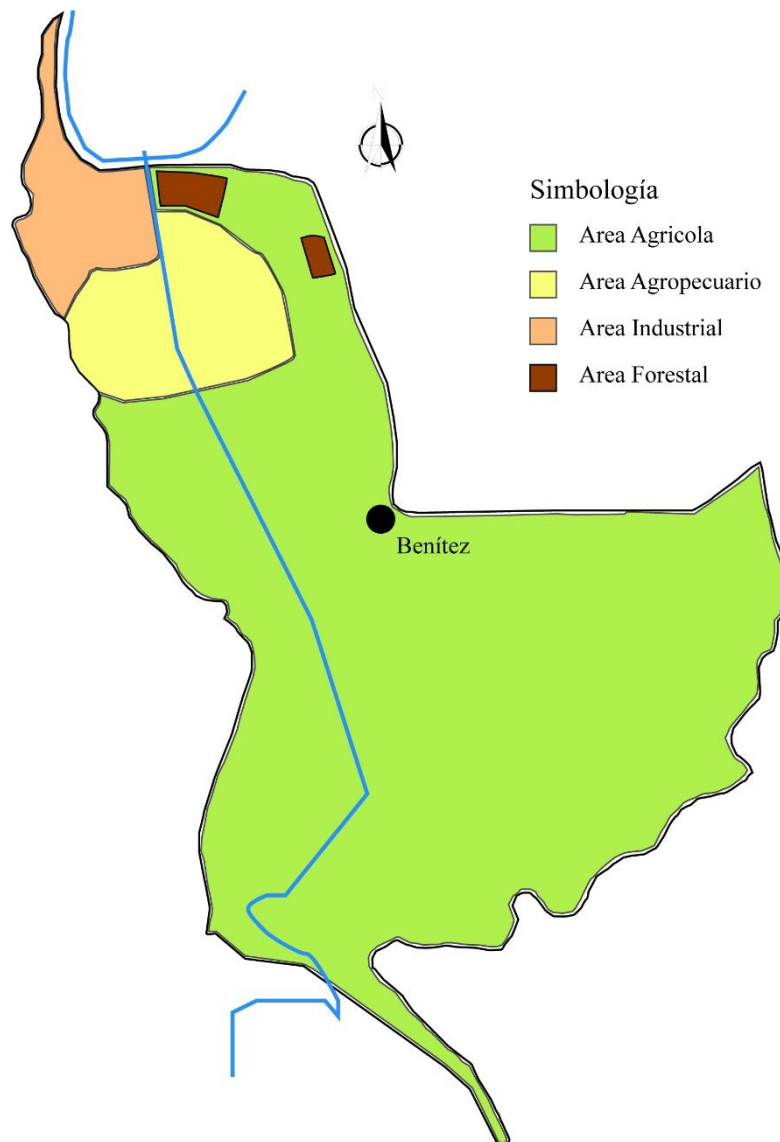 Simbología
Area Agricola
Area Agropecuario
Area Industrial
Area Forestal
Benítez